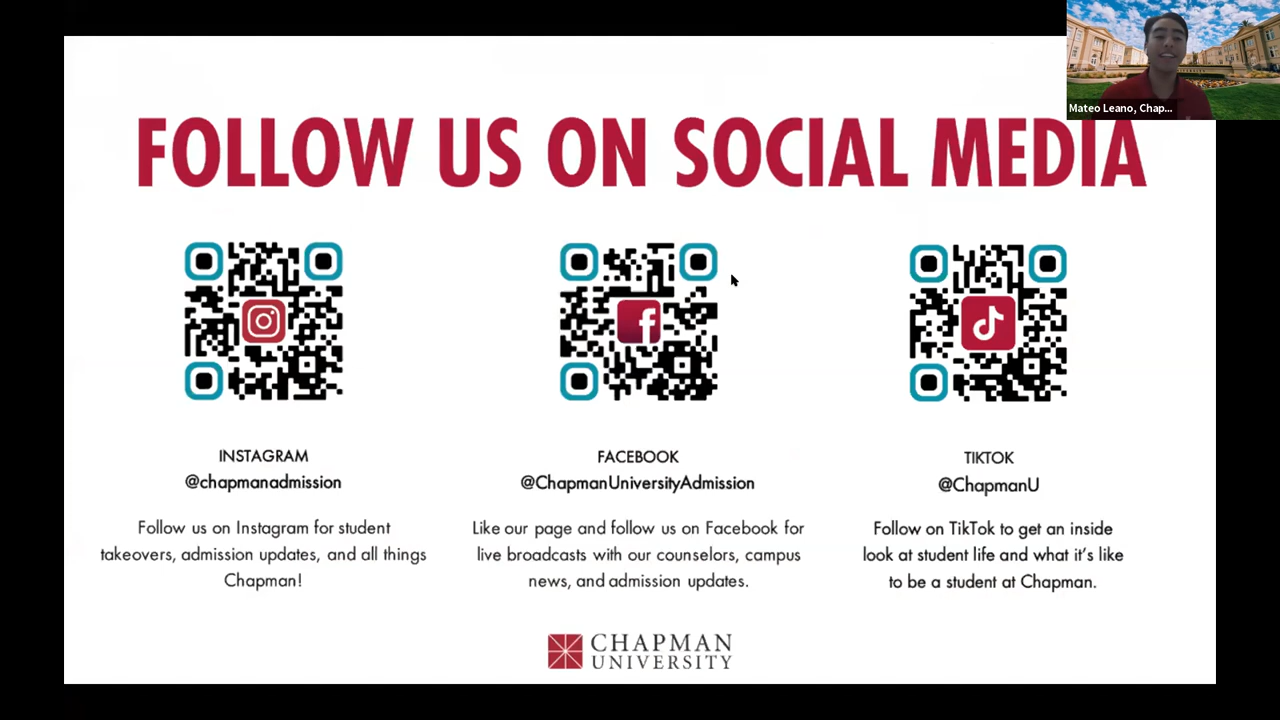 Mateo Leano, Chap...
FOLLOW US ON SOCIAL MEDIA
INSTAGRAM
@chapmanadmission
Follow us on Instagram for student
takeovers, admission updates, and all things
Chapman!
FACEBOOK
@ChapmanUniversityAdmission
Like our page and follow us on Facebook for
live broadcasts with our counselors, campus
news, and admission updates.
TIKTOK
@ChapmanU
Follow on TikTok to get an inside
look at student life and what it's like
to be a student at Chapman.
CHAPMAN
UNIVERSITY